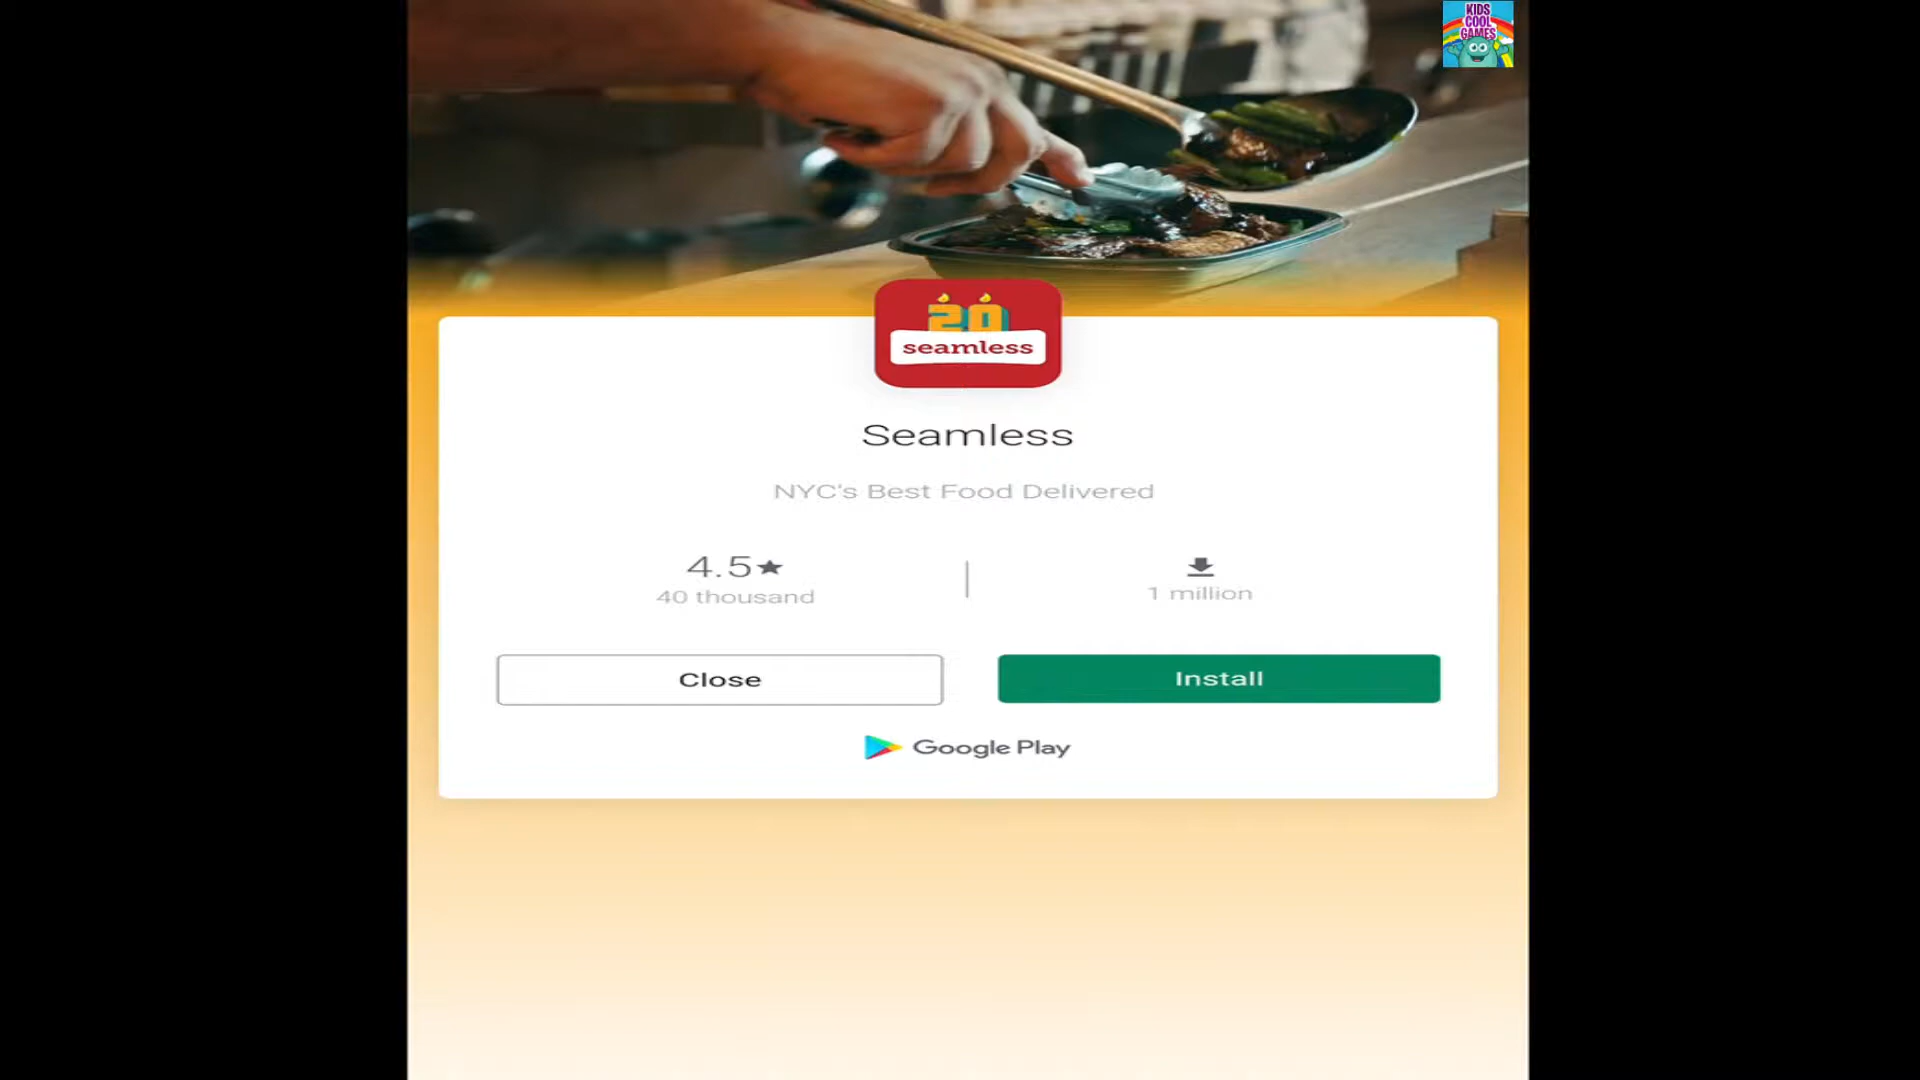 KIDS
COOL
GAMES
20
seamless
Seamless
NYC's Best Food Delivered
4.5★
40 thousand
1 million
Close
Install
Google Play